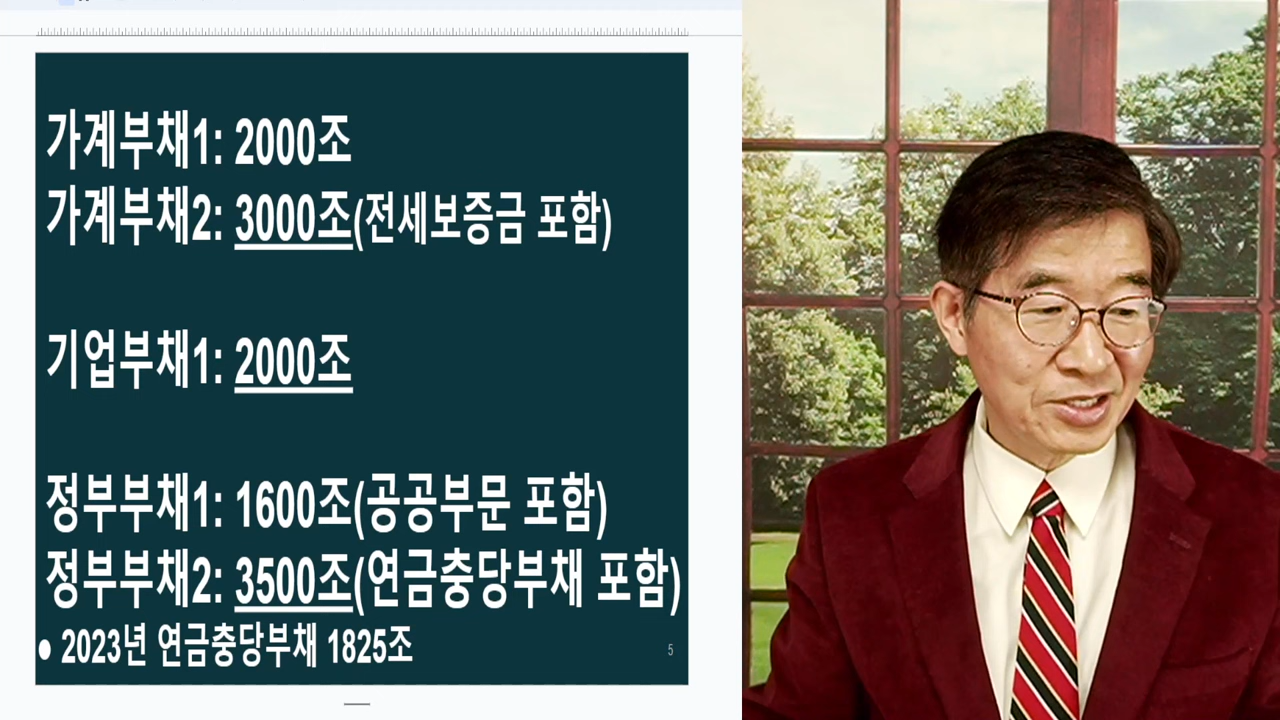 가계부채1: 2000조
가계부채2: 3000조(전세보증금 포함)
기업부채1: 2000조
정부부채1: 1600조(공공부문 포함)
정부부채2: 3500조(연금충당부채 포함)
● 2023년 연금충당부채 1825조
5